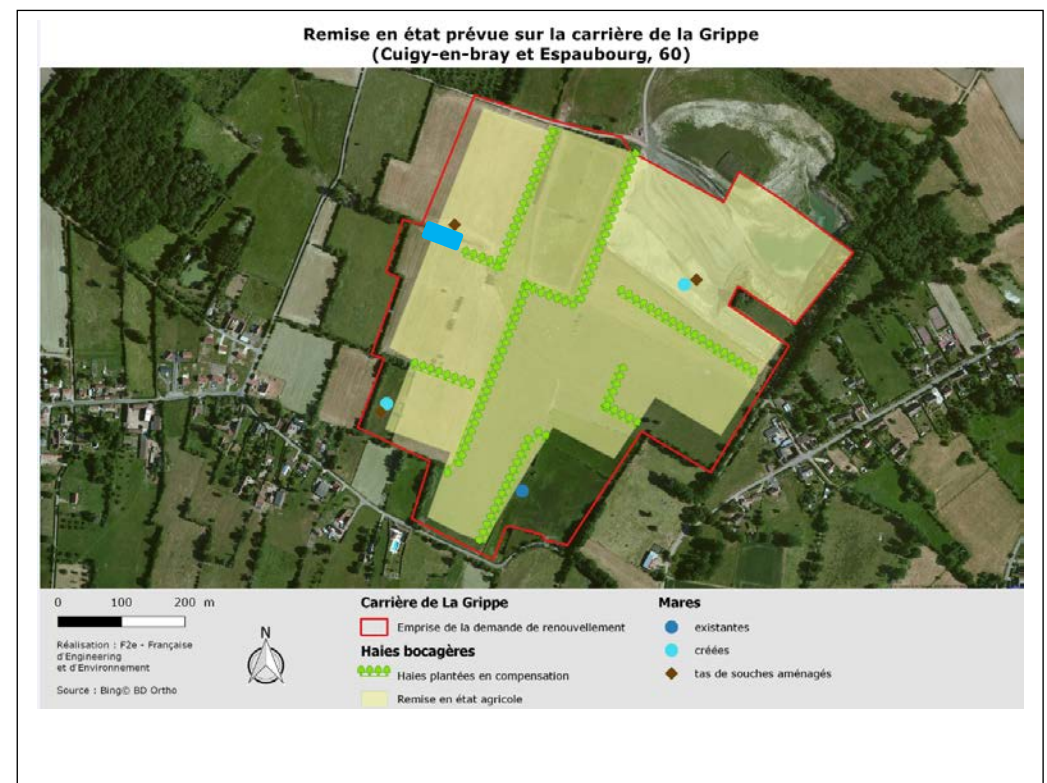 Remise en état prévue sur la carrière de la Grippe
(Cuigy-en-bray et Espaubourg, 60)
0 100 200 m
Réalisation : F2e - Française
d'Engineering
et d'Environnement
Source : Bing© BD Ortho
N
Carrière de La Grippe
Emprise de la demande de renouvellement
Haies bocagères
Haies plantées en compensation
Remise en état agricole
Mares
existantes
créées
tas de souches aménagés